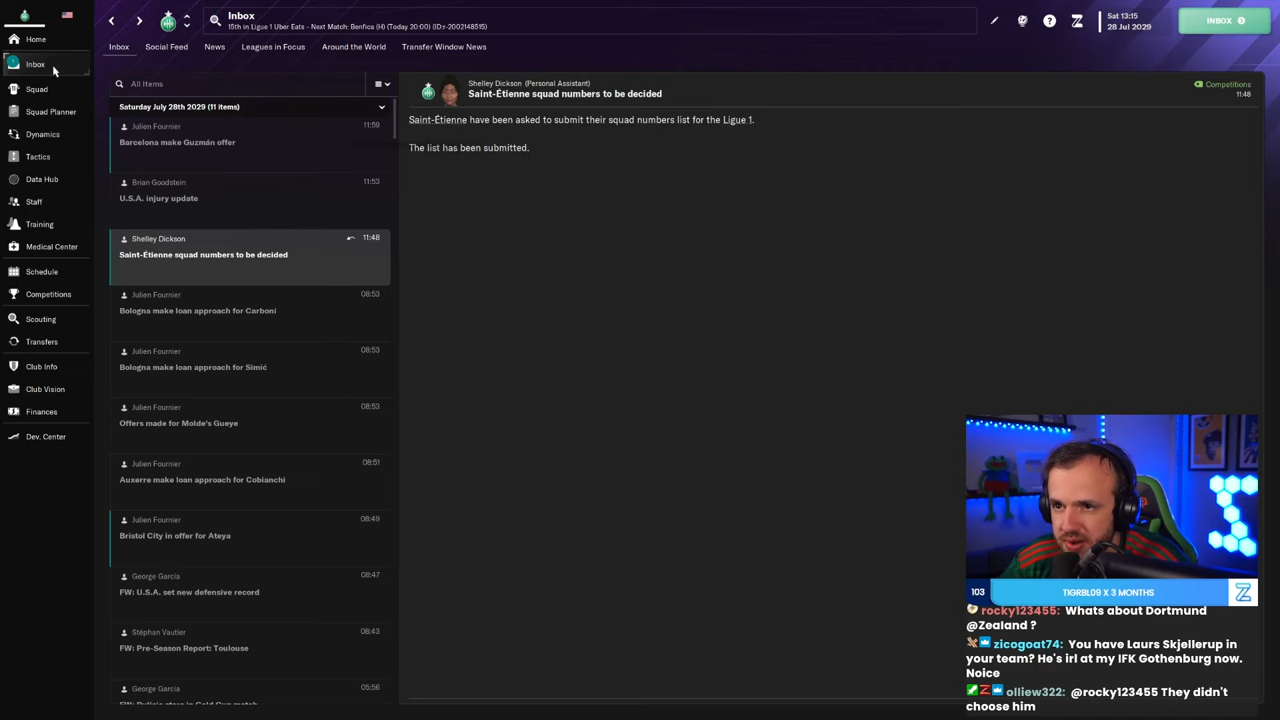 Home
Inbox
Squad
Squad Planner
Dynamics
Tactics
Data Hub
Staff
Training
Medical Center
Schedule
Competitions
Scouting
Transfers
Club Info
Club Vision
Finances
Dev. Center
Inbox
15th in Ligue 1 Uber Eats - Next Match: Benfica (H) (Today 20:00) (ID:r-2002148515)
Sat 13:15
28 Jul 2029
INBOX
Inbox
Social Feed
News
Leagues in Focus
Around the World
Transfer Window News
All Items
Saturday July 28th 2029 (11 items)
Julien Fournier 11:59
Barcelona make Guzmán offer
Brian Goodstein 11:53
U.S.A. injury update
Shelley Dickson 11:48
Saint-Étienne squad numbers to be decided
Julien Fournier 08:53
Bologna make loan approach for Carboni
Julien Fournier 08:53
Bologna make loan approach for Simić
Julien Fournier 08:53
Offers made for Molde's Gueye
Julien Fournier 08:51
Auxerre make loan approach for Cobianchi
Julien Fournier 08:49
Bristol City in offer for Ateya
George García 08:47
FW: U.S.A. set new defensive record
Stéphan Vautier 08:43
FW: Pre-Season Report: Toulouse
George García 05:56
Shelley Dickson (Personal Assistant)
Saint-Étienne squad numbers to be decided
Competitions
11:48
Saint-Étienne have been asked to submit their squad numbers list for the Ligue 1.
The list has been submitted.
103 TIGRBL09 X 3 MONTHS
rocky123455: Whats about Dortmund
@Zealand ?
zicogoat74: You have Laurs Skjellerup in
your team? He's irl at my IFK Gothenburg now.
Noice
olliew322: @rocky123455 They didn't
choose him